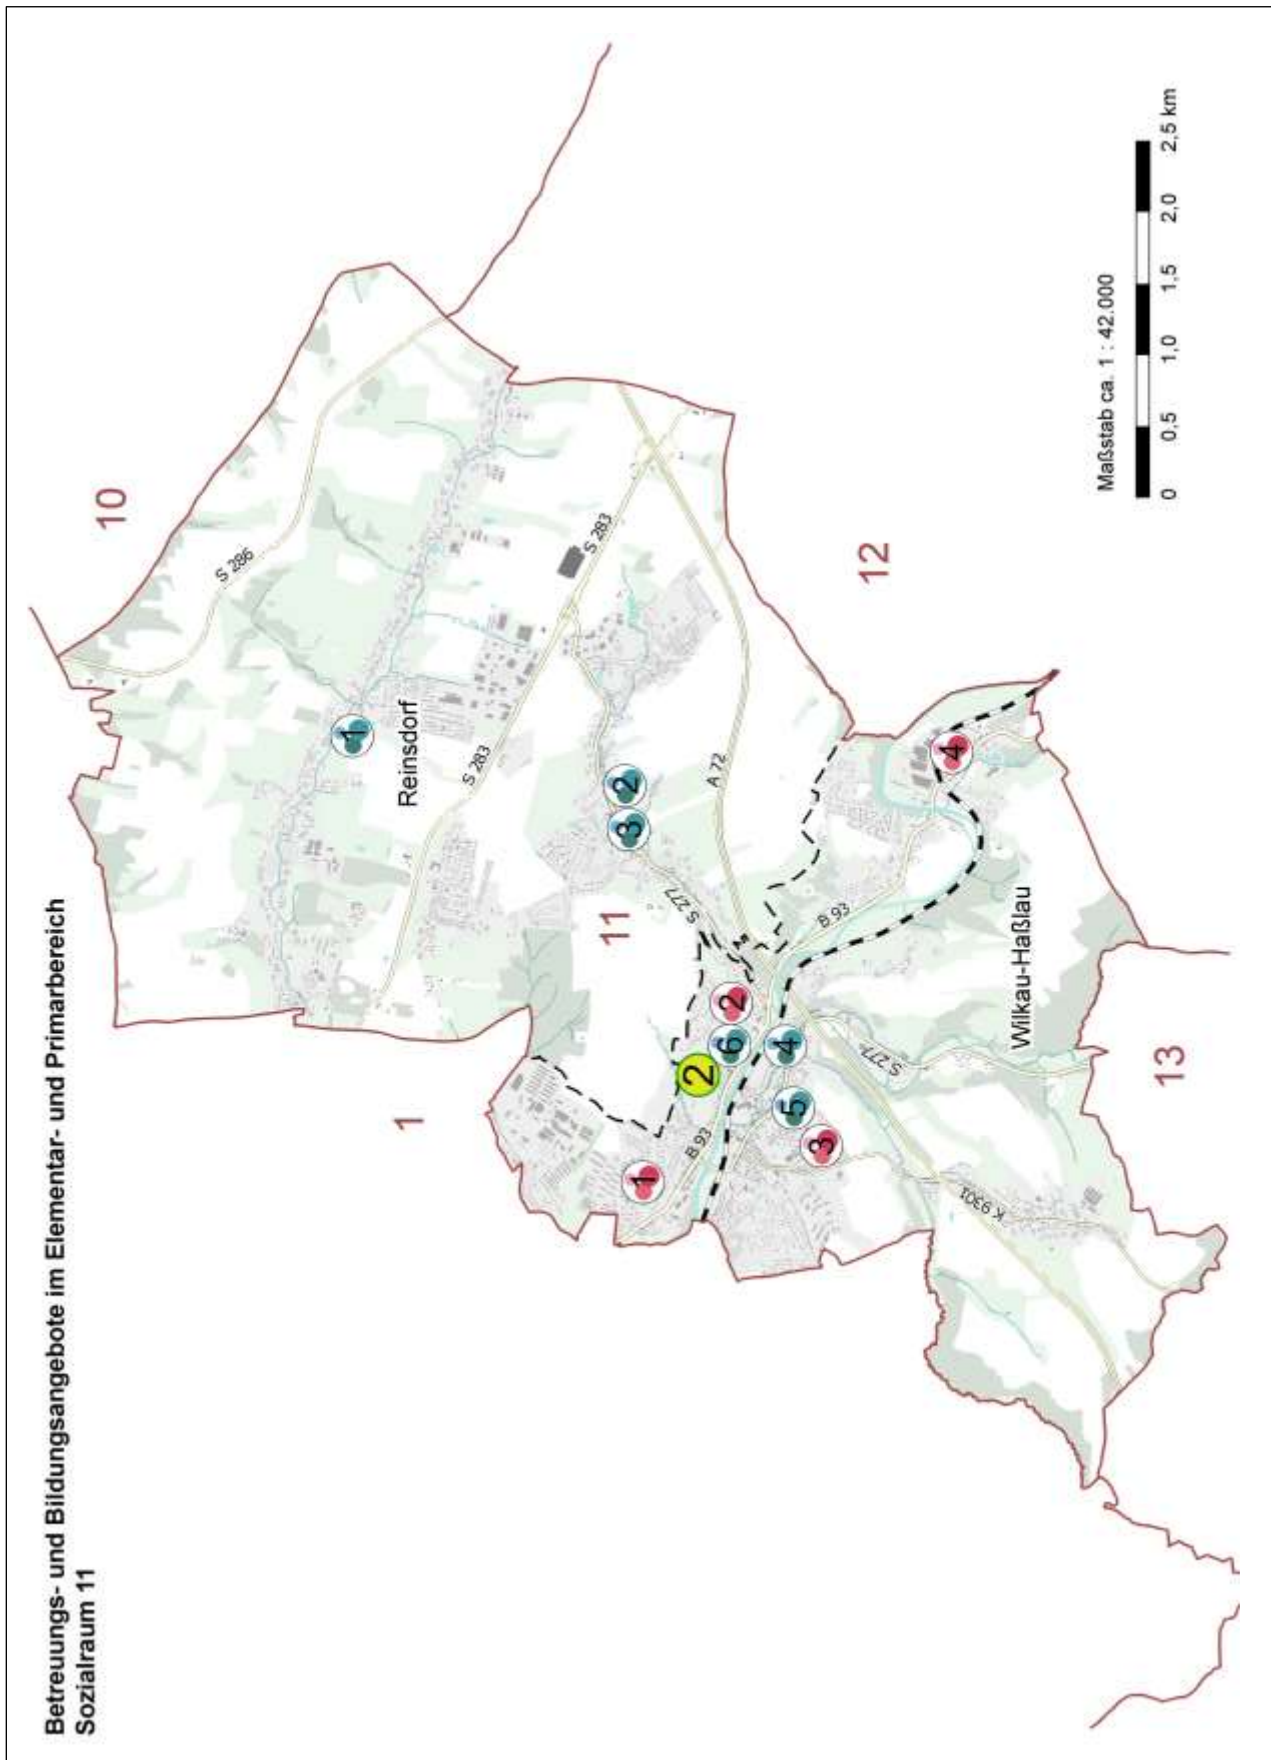 Betreuungs- und Bildungsangebote im Elementar- und Primarbereich
Sozialraum 11
10
S 286
1
Reinsdorf
S 283
S 283
2
3
S 277
11
A 72
12
1
1
2
6
2
4
5
3
B 93
B 93
4
S 277
K 9301
Wilkau-Haßlau
13
Maßstab ca. 1 : 42.000
0 0,5 1,0 1,5 2,0 2,5 km